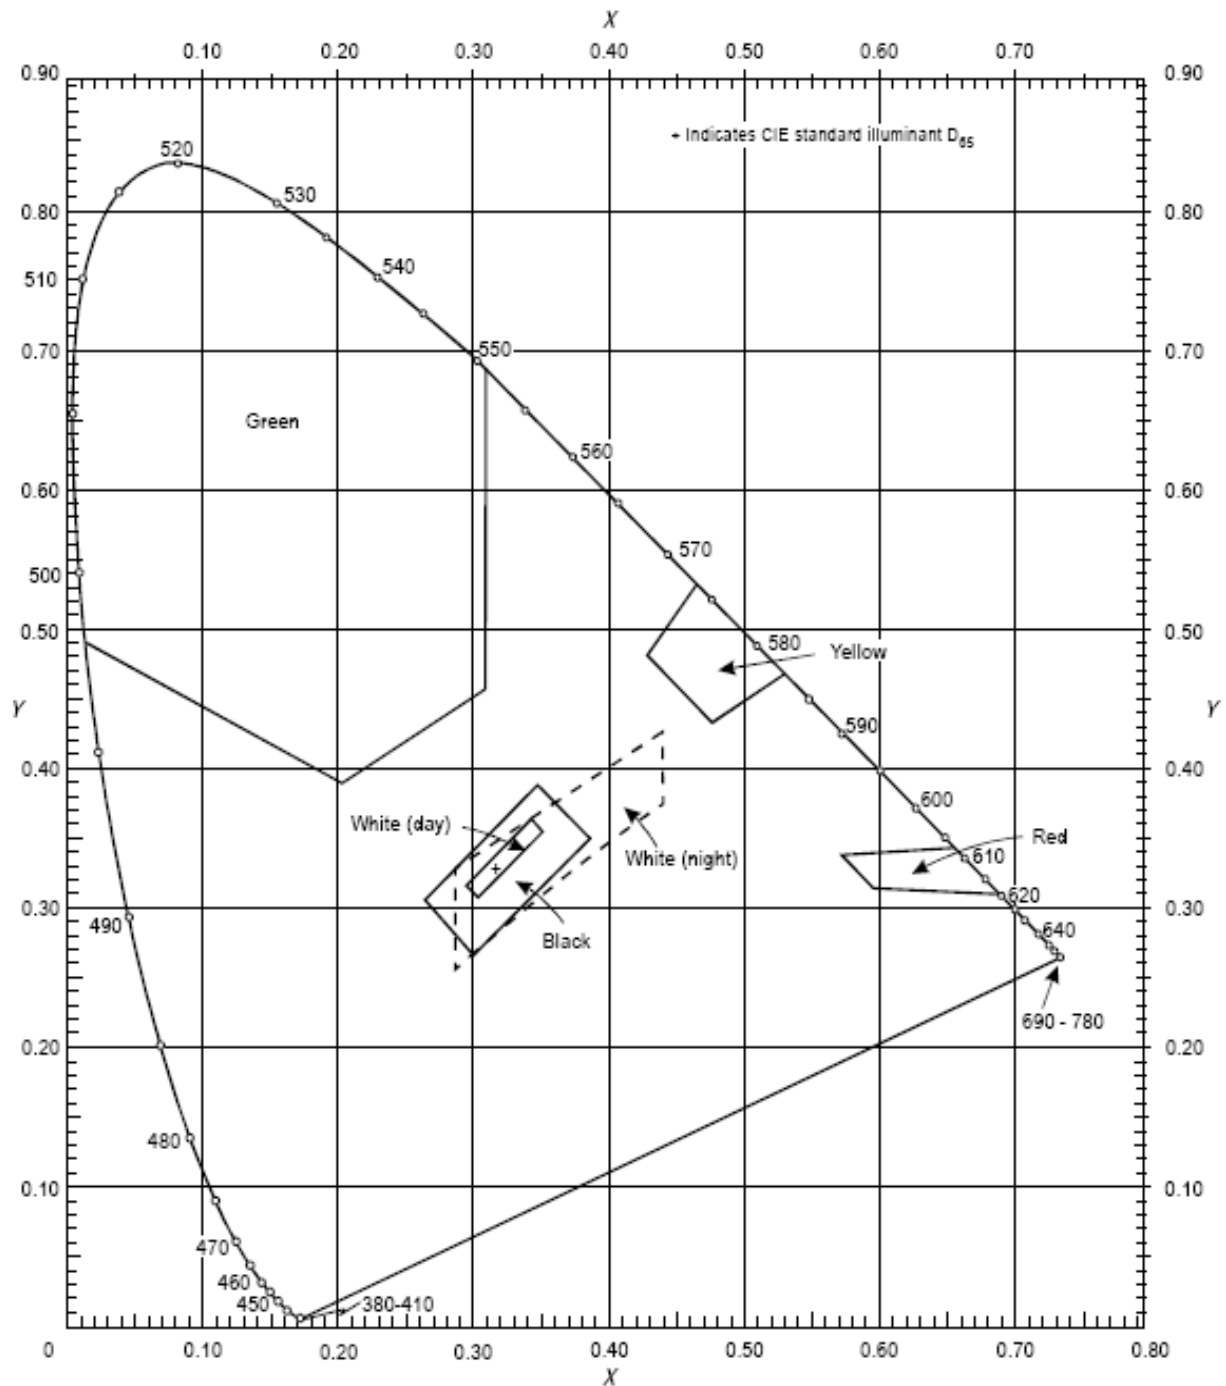 X
0.10 0.20 0.30 0.40 0.50 0.60 0.70
0.90 0.90
+ Indicates CIE standard illuminant D65
520
530
0.80 0.80
510 540
0.70 550 0.70
Green
560
0.60 0.60
570
500
0.50 580 0.50
Yellow
Y 590 Y
0.40 0.40
600
White (day) Red
White (night) 610
620
0.30 0.30
490 Black 640
690 - 780
0.20 0.20
480
0.10 0.10
470
460
450 380-410
0 0.10 0.20 0.30 0.40 0.50 0.60 0.70 0.80
X